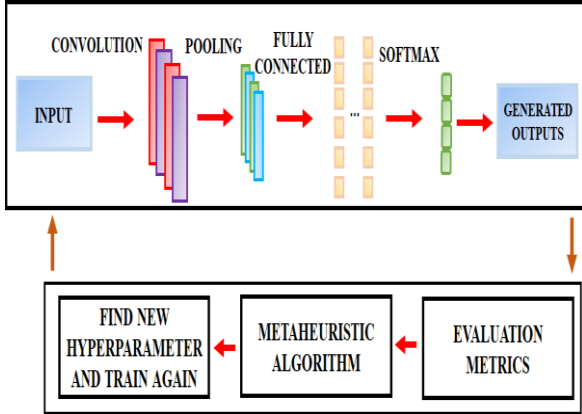 CONVOLUTION
POOLING
FULLY
CONNECTED
SOFTMAX
INPUT
...
GENERATED
OUTPUTS
FIND NEW
HYPERPARAMETER
AND TRAIN AGAIN
METAHEURISTIC
ALGORITHM
EVALUATION
METRICS